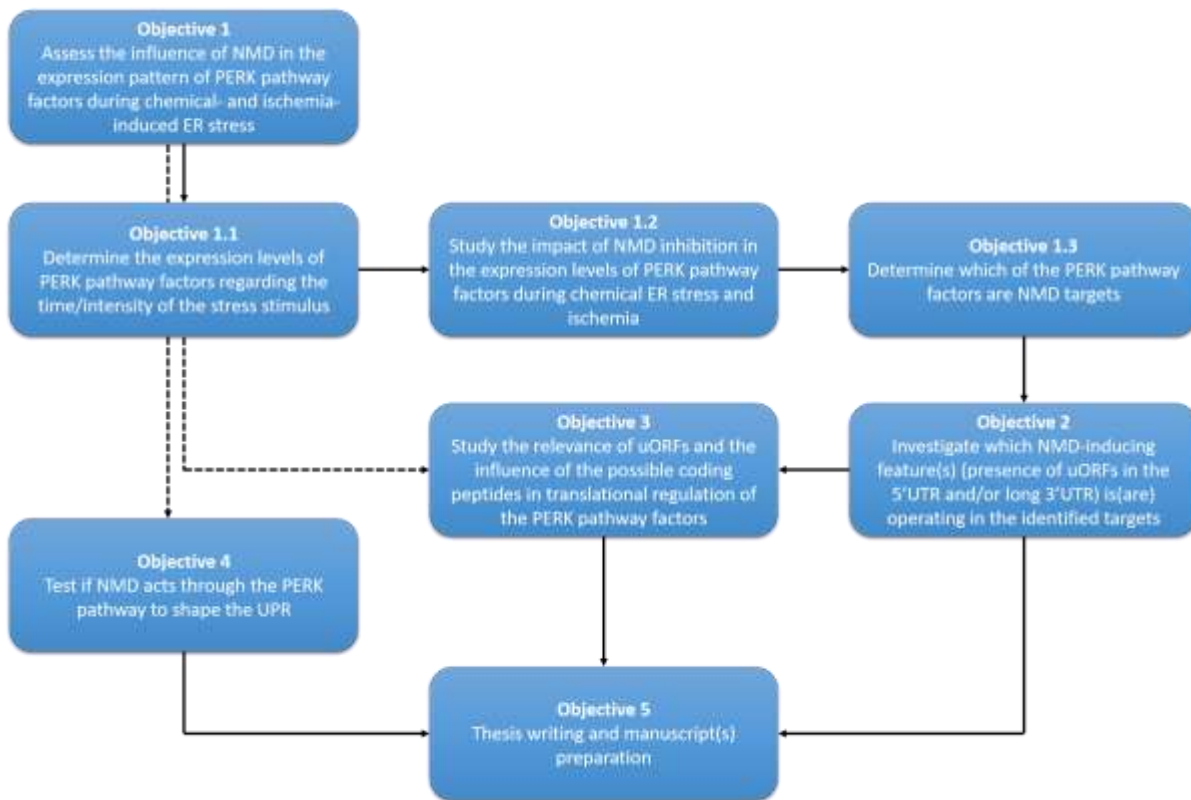 Objective 1
Assess the influence of NMD in the
expression pattern of PERK pathway
factors during chemical- and ischemia-
induced ER stress
Objective 1.1
Determine the expression levels of
PERK pathway factors regarding the
time/intensity of the stress stimulus
Objective 1.2
Study the impact of NMD inhibition in
the expression levels of PERK pathway
factors during chemical ER stress and
ischemia
Objective 1.3
Determine which of the PERK pathway
factors are NMD targets
Objective 3
Study the relevance of uORFs and the
influence of the possible coding
peptides in translational regulation of
the PERK pathway factors
Objective 2
Investigate which NMD-inducing
feature(s) (presence of uORFs in the
5'UTR and/or long 3'UTR) is(are)
operating in the identified targets
Objective 4
Test if NMD acts through the PERK
pathway to shape the UPR
Objective 5
Thesis writing and manuscript(s)
preparation